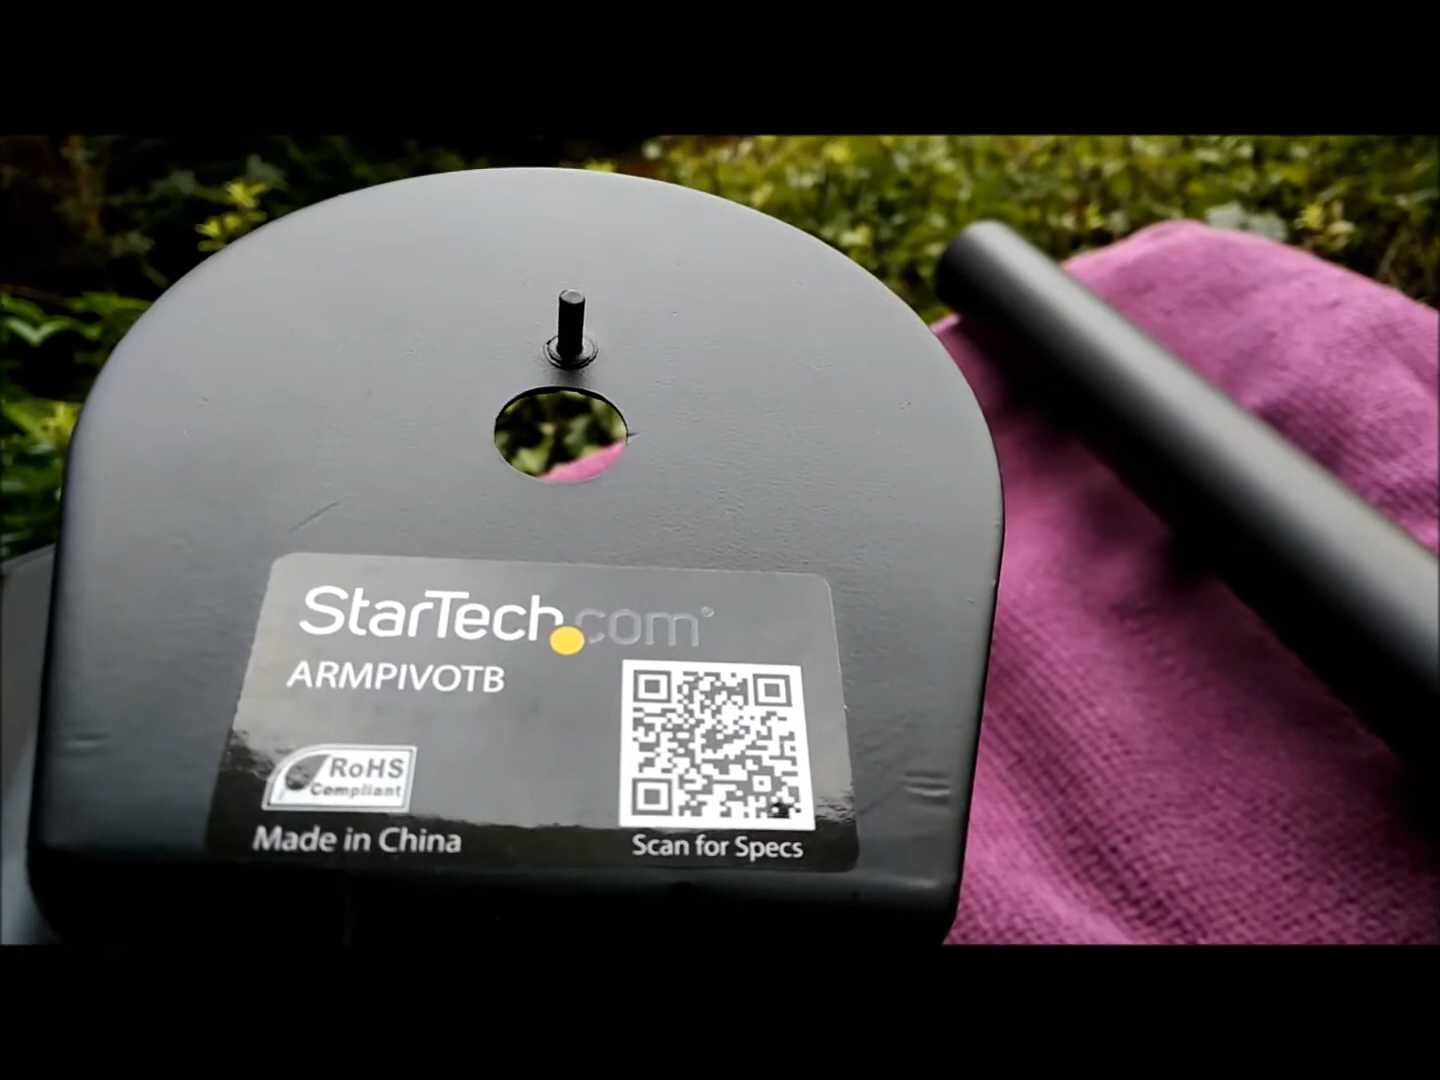 StarTech.com®
ARMPIVOTB
RoHS
Compliant
Made in China
Scan for Specs